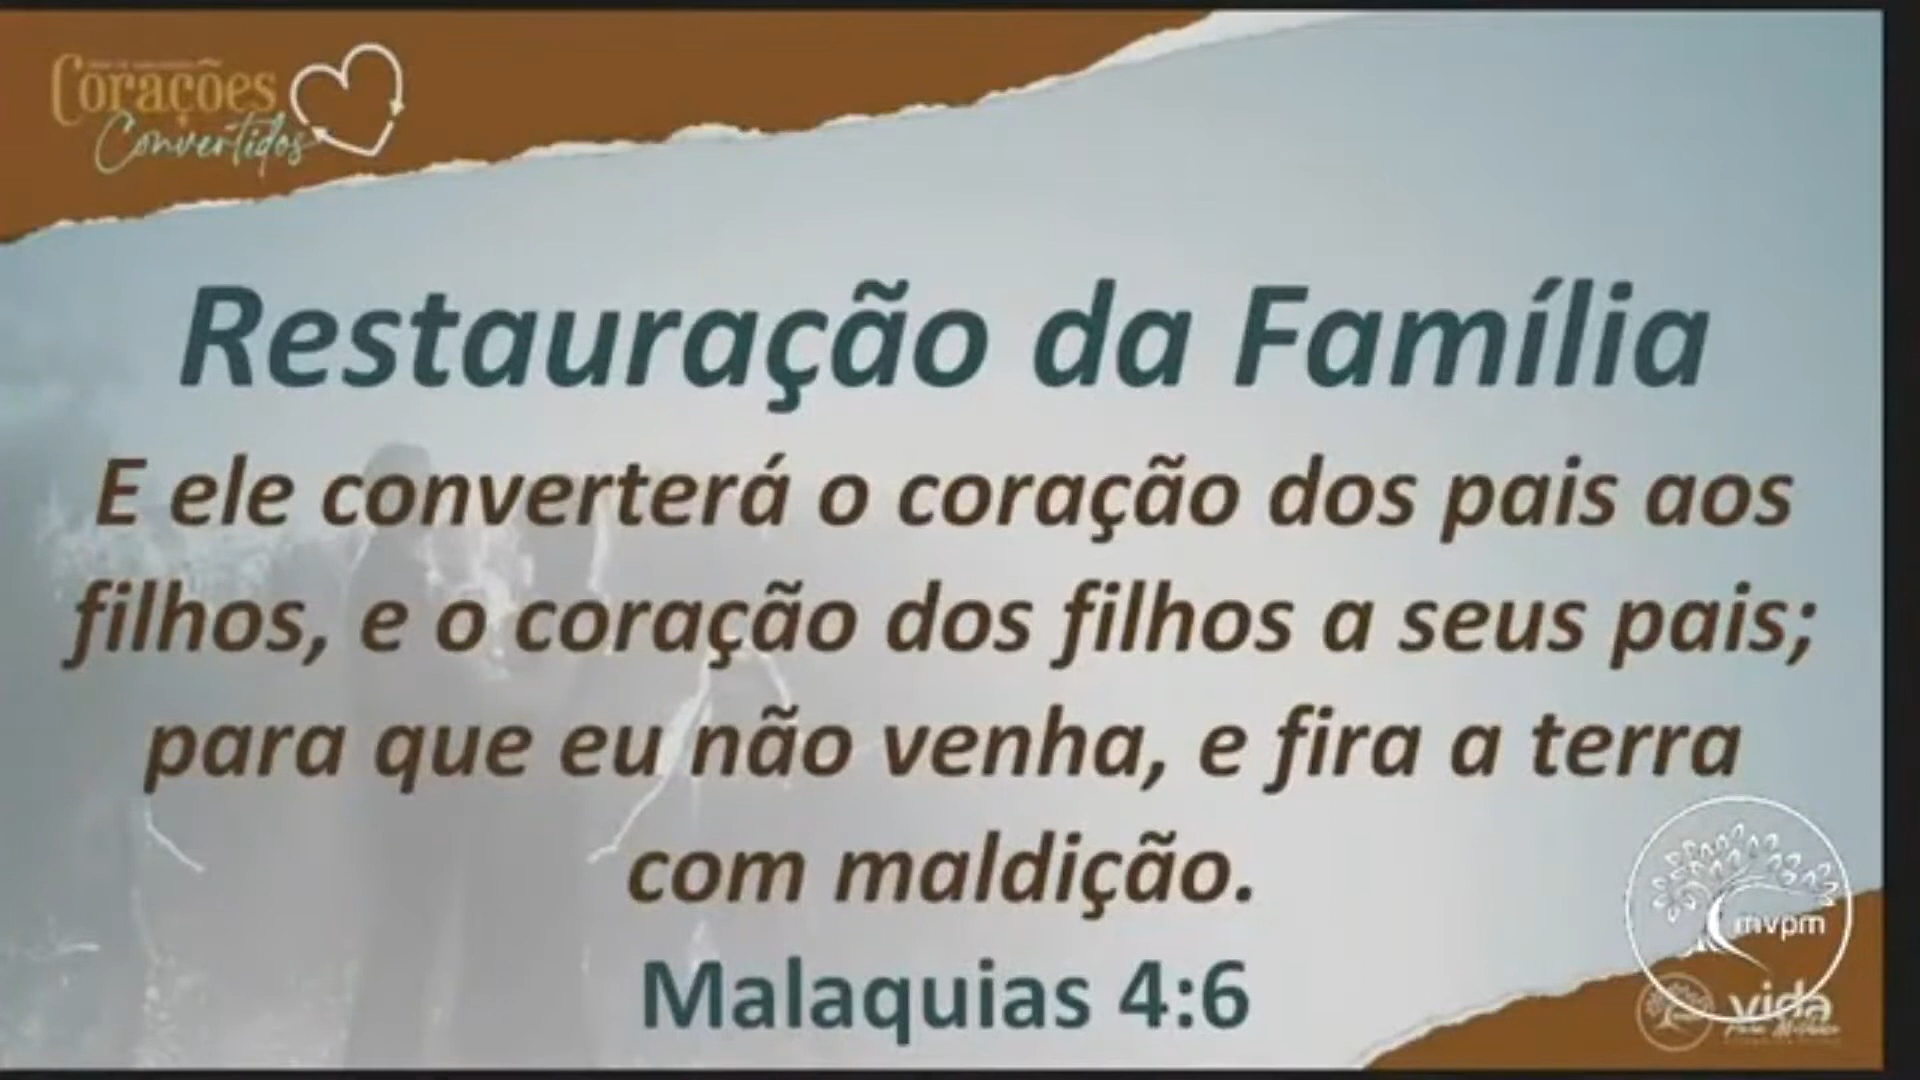 Corações
Convertidos
Restauração da Família
E ele converterá o coração dos pais aos
filhos, e o coração dos filhos a seus pais;
para que eu não venha, e fira a terra
com maldição.
Malaquias 4:6
mvpm
vida